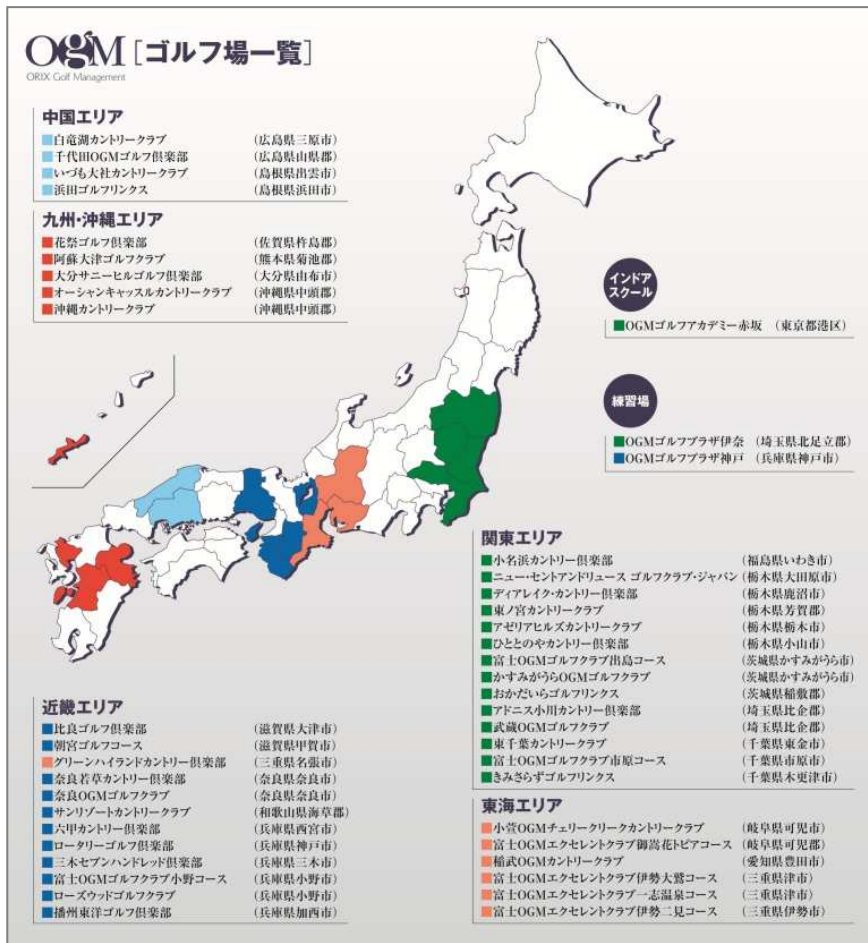 OGM [ゴルフ場一覧]
ORIX Golf Management
中国エリア
白竜湖カントリークラブ （広島県三原市）
千代田OGMゴルフ倶楽部 （広島県山県郡）
いづも大社カントリークラブ （島根県出雲市）
浜田ゴルフリンクス （島根県浜田市）
九州・沖縄エリア
花祭ゴルフ倶楽部 （佐賀県杵島郡）
阿蘇大津ゴルフクラブ （熊本県菊池郡）
大分サニーヒルゴルフ倶楽部 （大分県由布市）
オーシャンキャッスルカントリークラブ （沖縄県中頭郡）
沖縄カントリークラブ （沖縄県中頭郡）
インドア
スクール
OGMゴルフアカデミー赤坂 （東京都港区）
練習場
OGMゴルフプラザ伊奈 （埼玉県北足立郡）
OGMゴルフプラザ神戸 （兵庫県神戸市）
関東エリア
小名浜カントリー倶楽部 （福島県いわき市）
ニュー・セントアンドリュース ゴルフクラブ・ジャパン （栃木県大田原市）
ディアレイク・カントリー倶楽部 （栃木県鹿沼市）
東ノ宮カントリークラブ （栃木県芳賀郡）
アゼリアヒルズカントリークラブ （栃木県栃木市）
ひととのやカントリー倶楽部 （栃木県小山市）
富士OGMゴルフクラブ出島コース （茨城県かすみがうら市）
かすみがうらOGMゴルフクラブ （茨城県かすみがうら市）
おかだいらゴルフリンクス （茨城県稲敷郡）
アドニス小川カントリー倶楽部 （埼玉県比企郡）
武蔵OGMゴルフクラブ （埼玉県比企郡）
東千葉カントリークラブ （千葉県東金市）
富士OGMゴルフクラブ市原コース （千葉県市原市）
きみさらずゴルフリンクス （千葉県木更津市）
近畿エリア
比良ゴルフ倶楽部 （滋賀県大津市）
朝宮ゴルフコース （滋賀県甲賀市）
グリーンハイランドカントリー倶楽部 （三重県名張市）
奈良若草カントリー倶楽部 （奈良県奈良市）
奈良OGMゴルフクラブ （奈良県奈良市）
サンリゾートカントリークラブ （和歌山県海草郡）
六甲カントリー倶楽部 （兵庫県西宮市）
ロータリーゴルフ倶楽部 （兵庫県神戸市）
三木セブンハンドレッド倶楽部 （兵庫県三木市）
富士OGMゴルフクラブ小野コース （兵庫県小野市）
ローズウッドゴルフクラブ （兵庫県小野市）
播州東洋ゴルフ倶楽部 （兵庫県加西市）
東海エリア
小萱OGMチェリークリークカントリークラブ （岐阜県可児市）
富士OGMエクセレントクラブ御嵩花トピアコース （岐阜県可児郡）
稲武OGMカントリークラブ （愛知県豊田市）
富士OGMエクセレントクラブ伊勢大鷲コース （三重県津市）
富士OGMエクセレントクラブ一志温泉コース （三重県津市）
富士OGMエクセレントクラブ伊勢二見コース （三重県伊勢市）